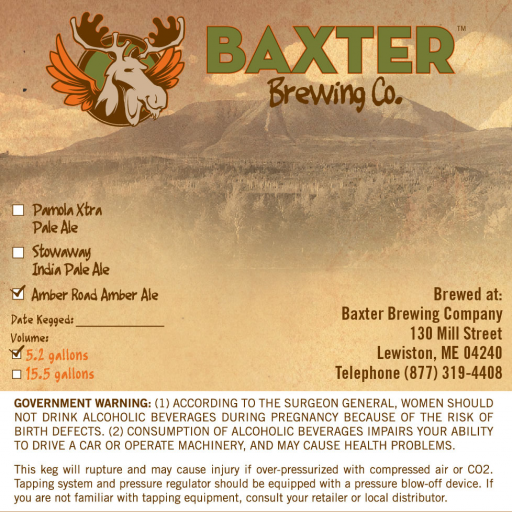 BAXTER™
Brewing Co.
Pamola Xtra
Pale Ale
Stowaway
India Pale Ale
Amber Road Amber Ale
Date Kegged: ____________
Volume:
5.2 gallons
15.5 gallons
Brewed at:
Baxter Brewing Company
130 Mill Street
Lewiston, ME 04240
Telephone (877) 319-4408
GOVERNMENT WARNING: (1) ACCORDING TO THE SURGEON GENERAL, WOMEN SHOULD
NOT DRINK ALCOHOLIC BEVERAGES DURING PREGNANCY BECAUSE OF THE RISK OF
BIRTH DEFECTS. (2) CONSUMPTION OF ALCOHOLIC BEVERAGES IMPAIRS YOUR ABILITY
TO DRIVE A CAR OR OPERATE MACHINERY, AND MAY CAUSE HEALTH PROBLEMS.
This keg will rupture and may cause injury if over-pressurized with compressed air or CO2.
Tapping system and pressure regulator should be equipped with a pressure blow-off device. If
you are not familiar with tapping equipment, consult your retailer or local distributor.